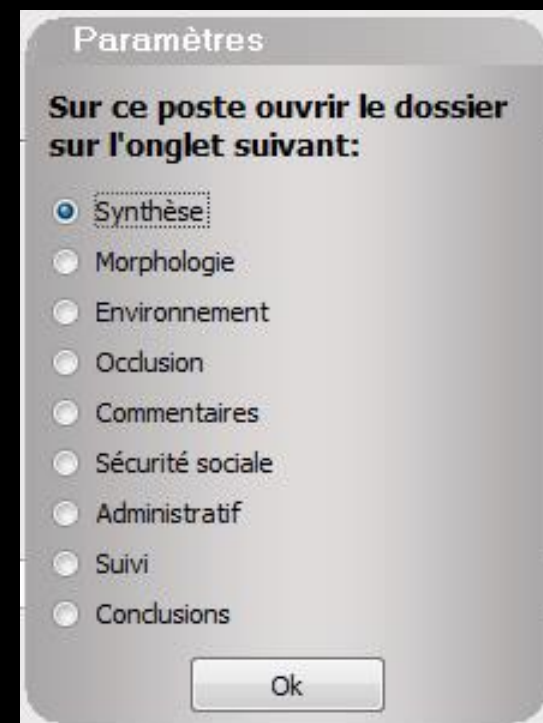 Paramètres
Sur ce poste ouvrir le dossier
sur l'onglet suivant:
Synthèse
Morphologie
Environnement
Occlusion
Commentaires
Sécurité sociale
Administratif
Suivi
Conclusions
Ok